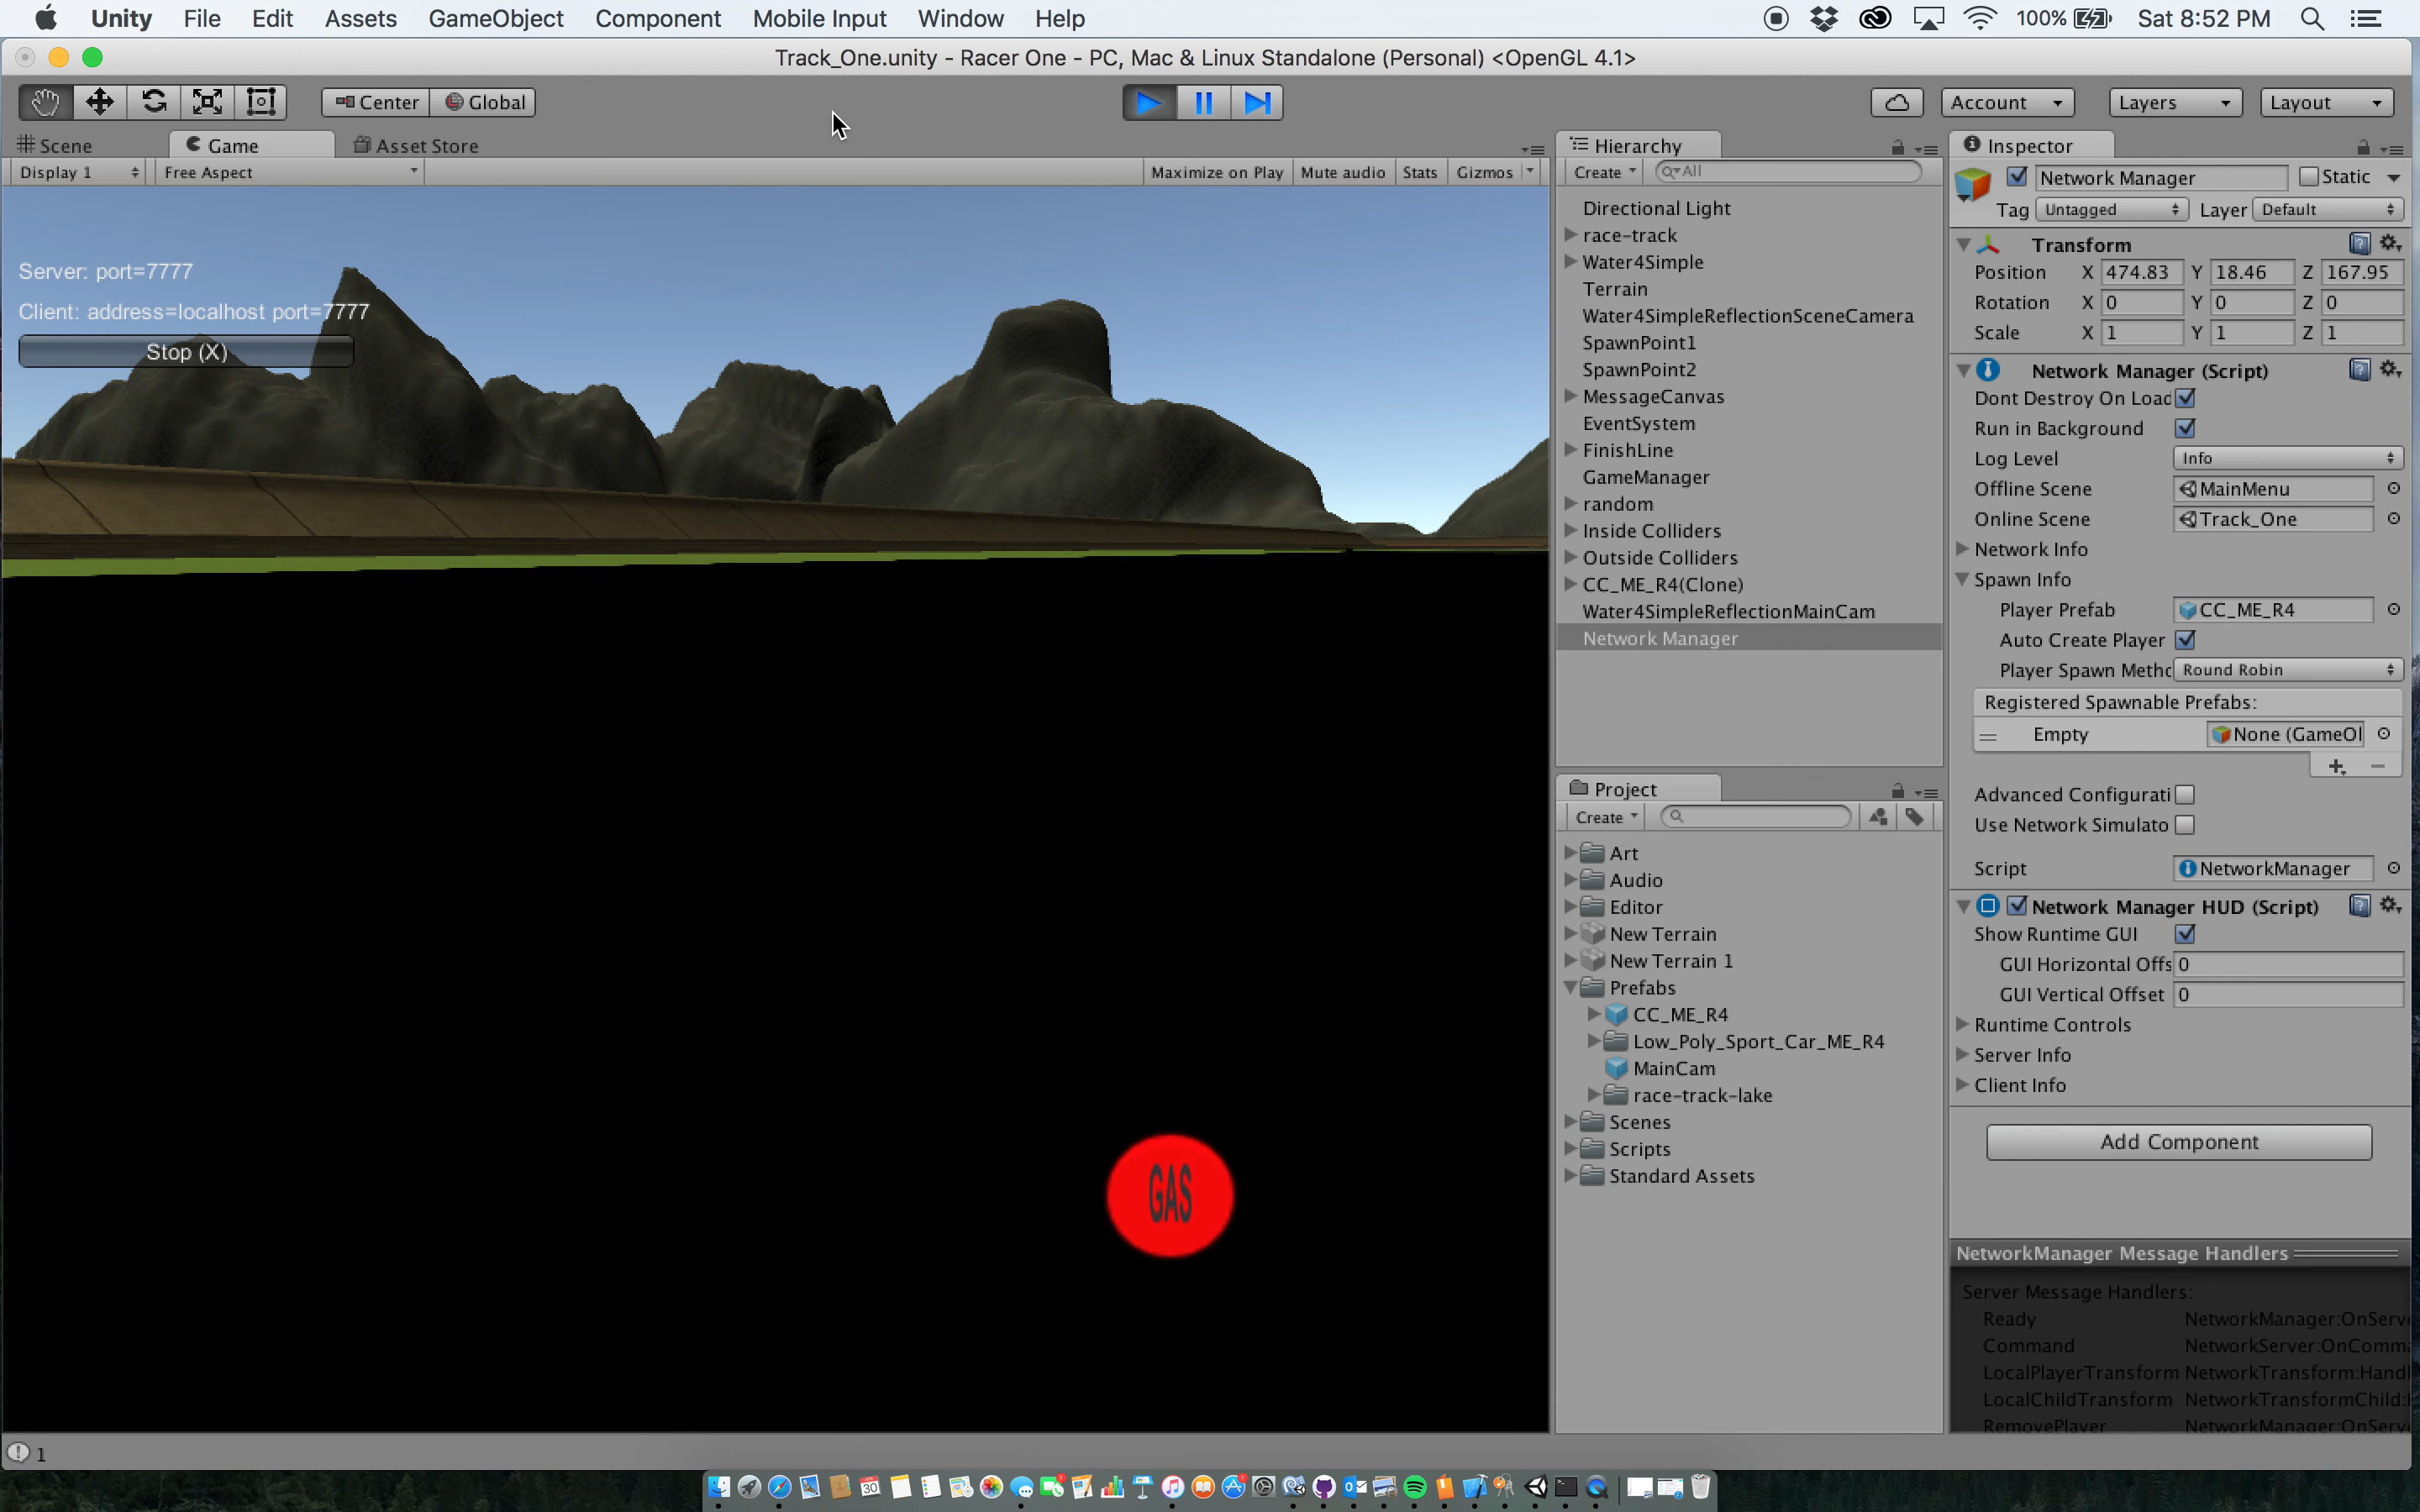 Unity File Edit Assets GameObject Component Mobile Input Window Help 100% Sat 8:52 PM
Track_One.unity - Racer One - PC, Mac & Linux Standalone (Personal) <OpenGL 4.1>
Center Global Account Layers Layout
Scene Game Asset Store
Display 1 Free Aspect Maximize on Play Mute audio Stats Gizmos
Server: port=7777
Client: address=localhost port=7777
Stop (X)
GAS
1
Hierarchy
Create All
Directional Light
race-track
Water4Simple
Terrain
Water4SimpleReflectionSceneCamera
SpawnPoint1
SpawnPoint2
MessageCanvas
EventSystem
FinishLine
GameManager
random
Inside Colliders
Outside Colliders
CC_ME_R4(Clone)
Water4SimpleReflectionMainCam
Network Manager
Project
Create
Art
Audio
Editor
New Terrain
New Terrain 1
Prefabs
CC_ME_R4
Low_Poly_Sport_Car_ME_R4
MainCam
race-track-lake
Scenes
Scripts
Standard Assets
Inspector
Network Manager Static
Tag Untagged Layer Default
Transform
Position X 474.83 Y 18.46 Z 167.95
Rotation X 0 Y 0 Z 0
Scale X 1 Y 1 Z 1
Network Manager (Script)
Dont Destroy On Load
Run in Background
Log Level Info
Offline Scene MainMenu
Online Scene Track_One
Network Info
Spawn Info
Player Prefab CC_ME_R4
Auto Create Player
Player Spawn Methc Round Robin
Registered Spawnable Prefabs:
Empty None (GameOl
Advanced Configurati
Use Network Simulato
Script NetworkManager
Network Manager HUD (Script)
Show Runtime GUI
GUI Horizontal Offs 0
GUI Vertical Offset 0
Runtime Controls
Server Info
Client Info
Add Component
NetworkManager Message Handlers
Server Message Handlers:
Ready NetworkManager:OnServe
Command NetworkServer:OnComma
LocalPlayerTransform NetworkTransform:Handl
LocalChildTransform NetworkTransformChild:
RemovePlayer NetworkManager:OnServe
30